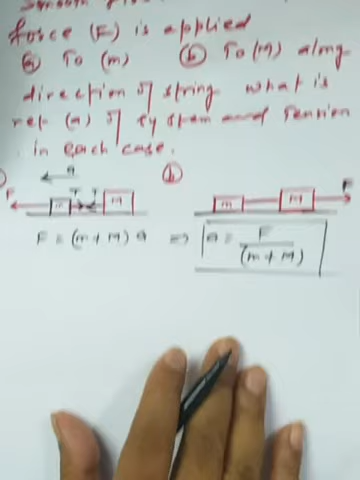 smooth
force (F) is applied
(a) To (m) (b) To (M) along
direction of string what is
acc (a) of system and Tension
in each case.
a (b)
F m T T M m M F
F = (m+M) a ⇒ a = F
(m+M)